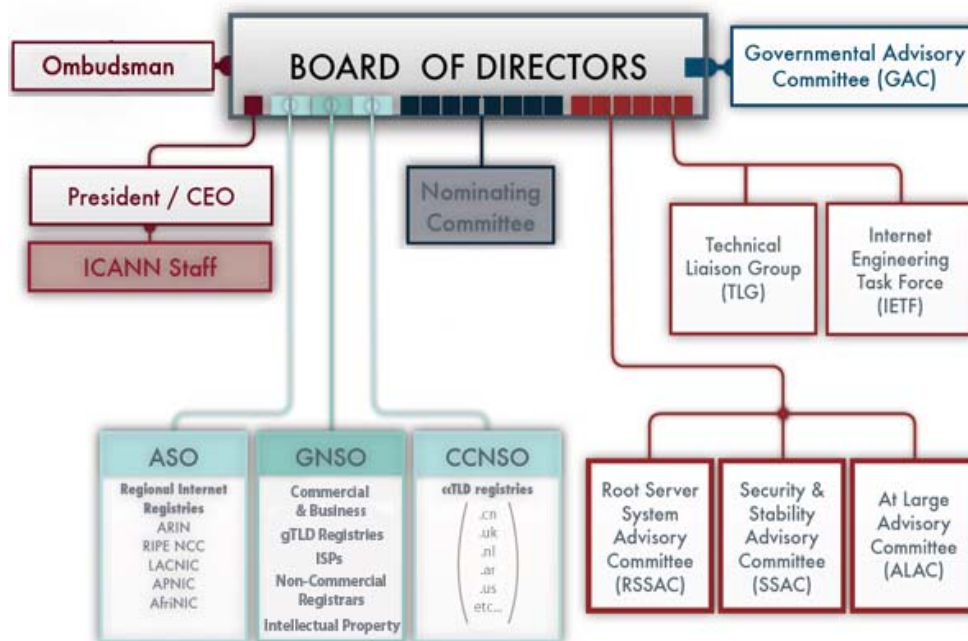 BOARD OF DIRECTORS
Ombudsman
Governmental Advisory
Committee (GAC)
President / CEO
ICANN Staff
Nominating
Committee
Technical
Liaison Group
(TLG)
Internet
Engineering
Task Force
(IETF)
ASO
Regional Internet
Registries
ARIN
RIPE NCC
LACNIC
APNIC
AfriNIC
GNSO
Commercial
& Business
gTLD Registries
ISPs
Non-Commercial
Registrars
Intellectual Property
CCNSO
ccTLD registries
.cn
.uk
.nl
.ar
.us
etc...
Root Server
System
Advisory
Committee
(RSSAC)
Security &
Stability
Advisory
Committee
(SSAC)
At Large
Advisory
Committee
(ALAC)